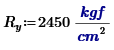 R_y := 2450 kgf/cm²